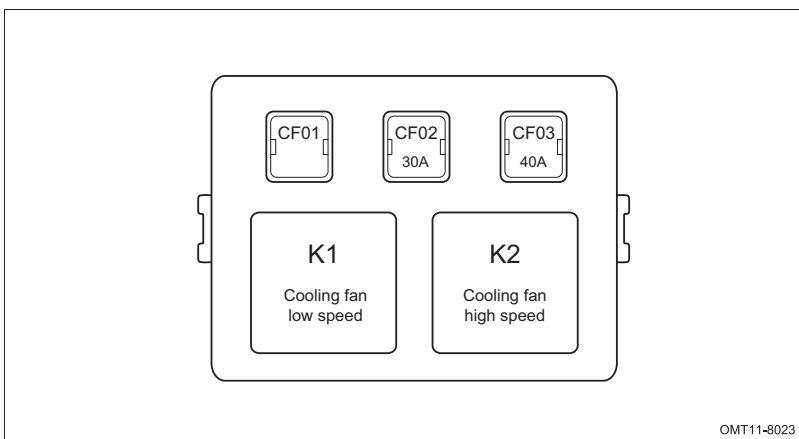 CF01
CF02
30A
CF03
40A
K1
Cooling fan
low speed
K2
Cooling fan
high speed
OMT11-8023